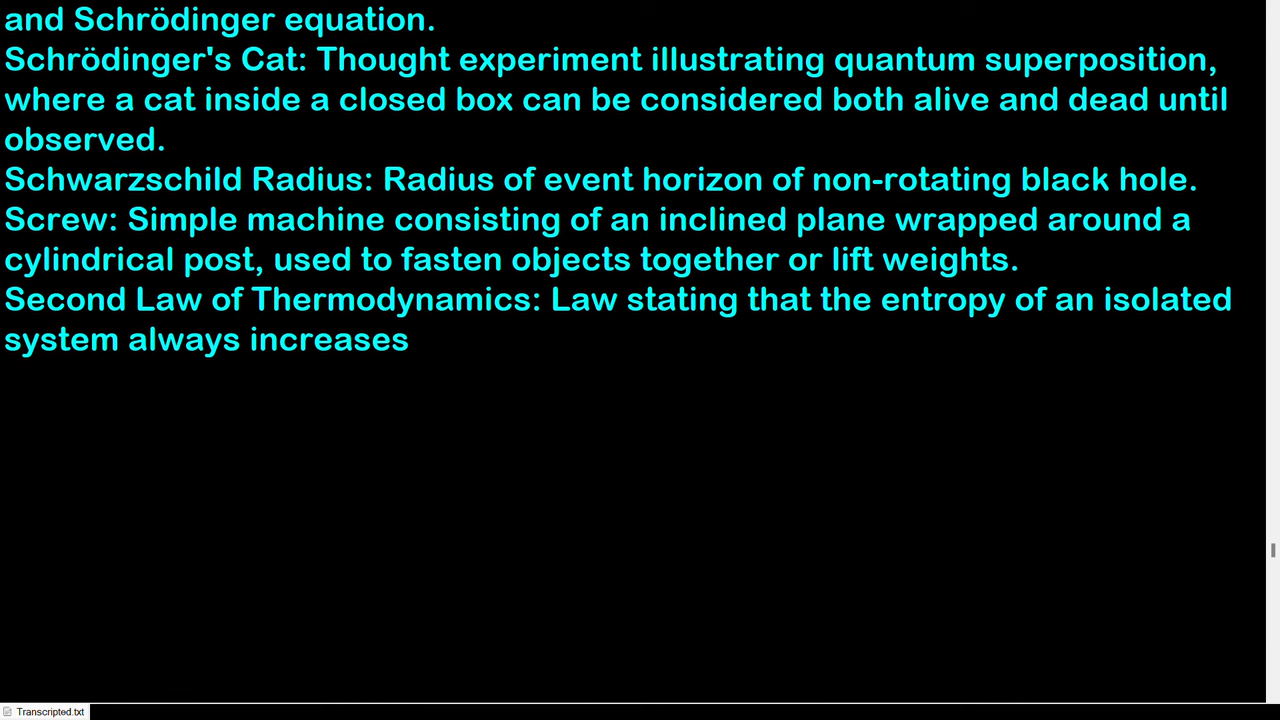 and Schrödinger equation.
Schrödinger's Cat: Thought experiment illustrating quantum superposition,
where a cat inside a closed box can be considered both alive and dead until
observed.
Schwarzschild Radius: Radius of event horizon of non-rotating black hole.
Screw: Simple machine consisting of an inclined plane wrapped around a
cylindrical post, used to fasten objects together or lift weights.
Second Law of Thermodynamics: Law stating that the entropy of an isolated
system always increases
Transcripted.txt